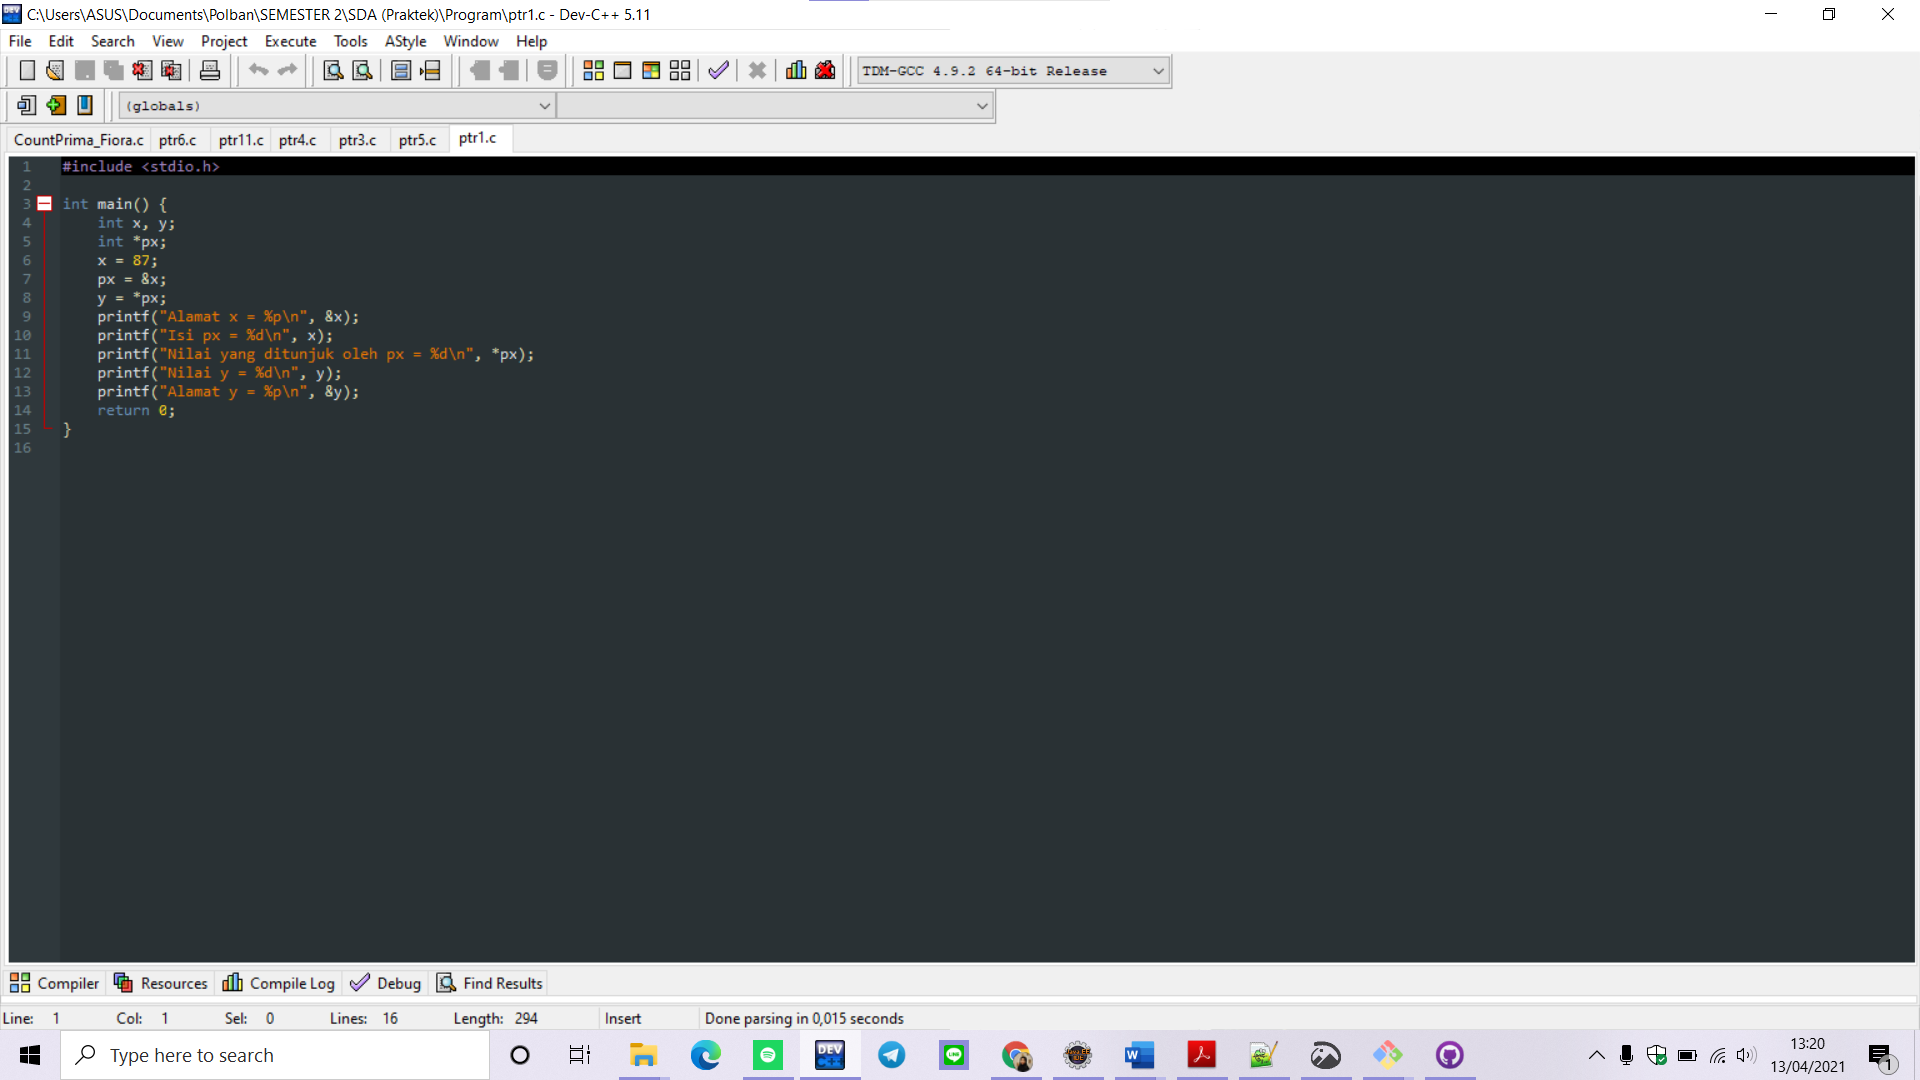 C:\Users\ASUS\Documents\Polban\SEMESTER 2\SDA (Praktek)\Program\ptr1.c - Dev-C++ 5.11
File Edit Search View Project Execute Tools AStyle Window Help
TDM-GCC 4.9.2 64-bit Release
(globals)
CountPrima_Fiora.c ptr6.c ptr11.c ptr4.c ptr3.c ptr5.c ptr1.c
1 #include <stdio.h>
2
3 int main() {
4 int x, y;
5 int *px;
6 x = 87;
7 px = &x;
8 y = *px;
9 printf("Alamat x = %p\n", &x);
10 printf("Isi px = %d\n", x);
11 printf("Nilai yang ditunjuk oleh px = %d\n", *px);
12 printf("Nilai y = %d\n", y);
13 printf("Alamat y = %p\n", &y);
14 return 0;
15 }
16
Compiler Resources Compile Log Debug Find Results
Line: 1 Col: 1 Sel: 0 Lines: 16 Length: 294 Insert Done parsing in 0,015 seconds
Type here to search
DEV
13:20
13/04/2021
1